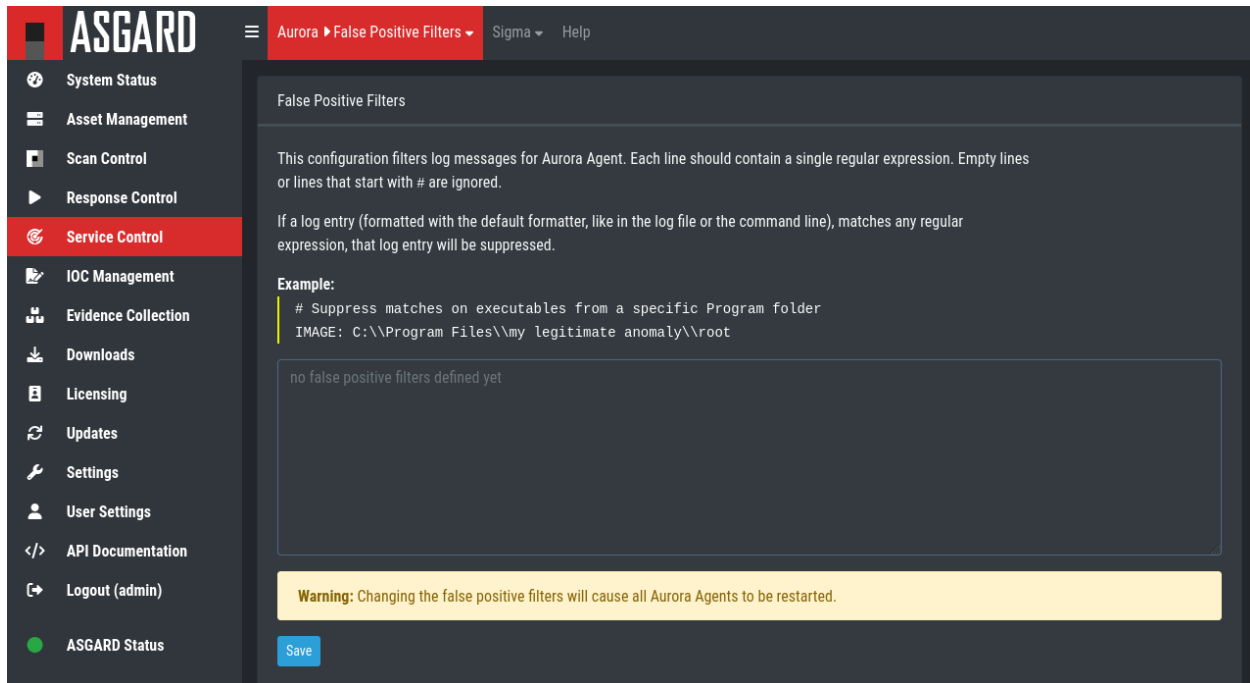 ASGARD
Aurora ▶ False Positive Filters
Sigma
Help
System Status
Asset Management
Scan Control
Response Control
Service Control
IOC Management
Evidence Collection
Downloads
Licensing
Updates
Settings
User Settings
API Documentation
Logout (admin)
ASGARD Status
False Positive Filters
This configuration filters log messages for Aurora Agent. Each line should contain a single regular expression. Empty lines
or lines that start with # are ignored.
If a log entry (formatted with the default formatter, like in the log file or the command line), matches any regular
expression, that log entry will be suppressed.
Example:
# Suppress matches on executables from a specific Program folder
IMAGE: C:\\Program Files\\my legitimate anomaly\\root
no false positive filters defined yet
Warning: Changing the false positive filters will cause all Aurora Agents to be restarted.
Save